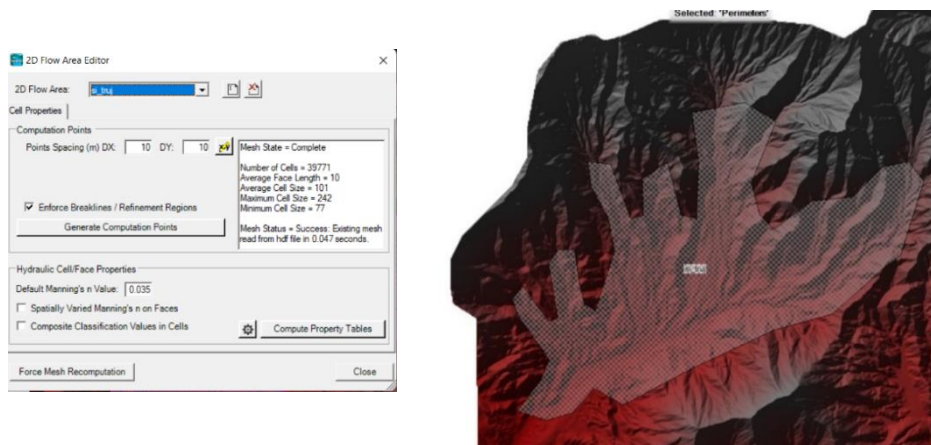 Selected: 'Perimeters'
2D Flow Area Editor
2D Flow Area: si_truj
Cell Properties
Computation Points
Points Spacing (m) DX: 10 DY: 10
Mesh State = Complete
Number of Cells = 39771
Average Face Length = 10
Average Cell Size = 101
Maximum Cell Size = 242
Minimum Cell Size = 77
Mesh Status = Success: Existing mesh
read from hdf file in 0.047 seconds.
Enforce Breaklines / Refinement Regions
Generate Computation Points
Hydraulic Cell/Face Properties
Default Manning's n Value: 0.035
Spatially Varied Manning's n on Faces
Composite Classification Values in Cells
Compute Property Tables
Force Mesh Recomputation
Close